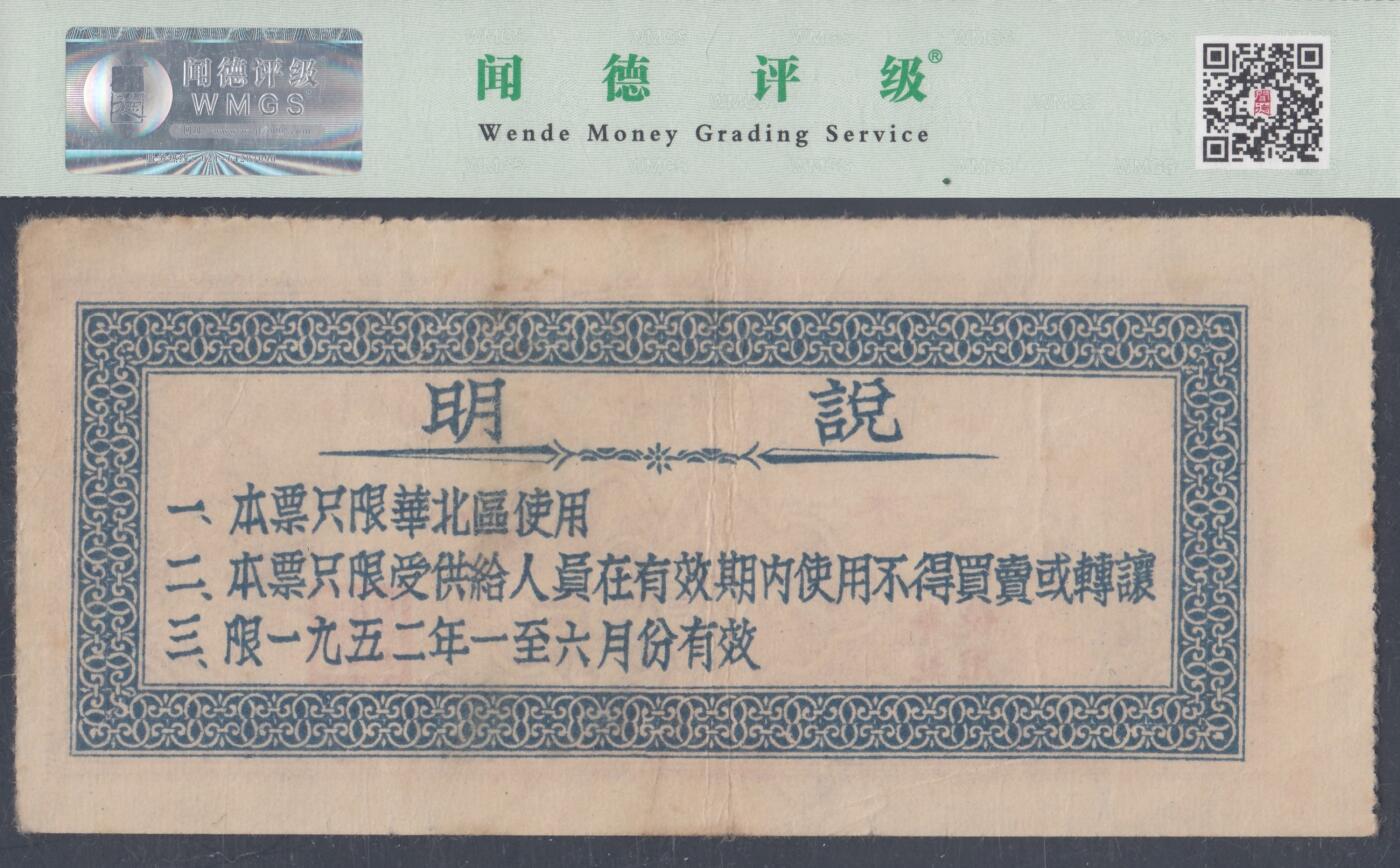 闻德评级
WMGS
闻德评级®
Wende Money Grading Service
說明
一、本票只限華北區使用
二、本票只限受供給人員在有效期内使用不得買賣或轉讓
三、限一九五二年一至六月份有效